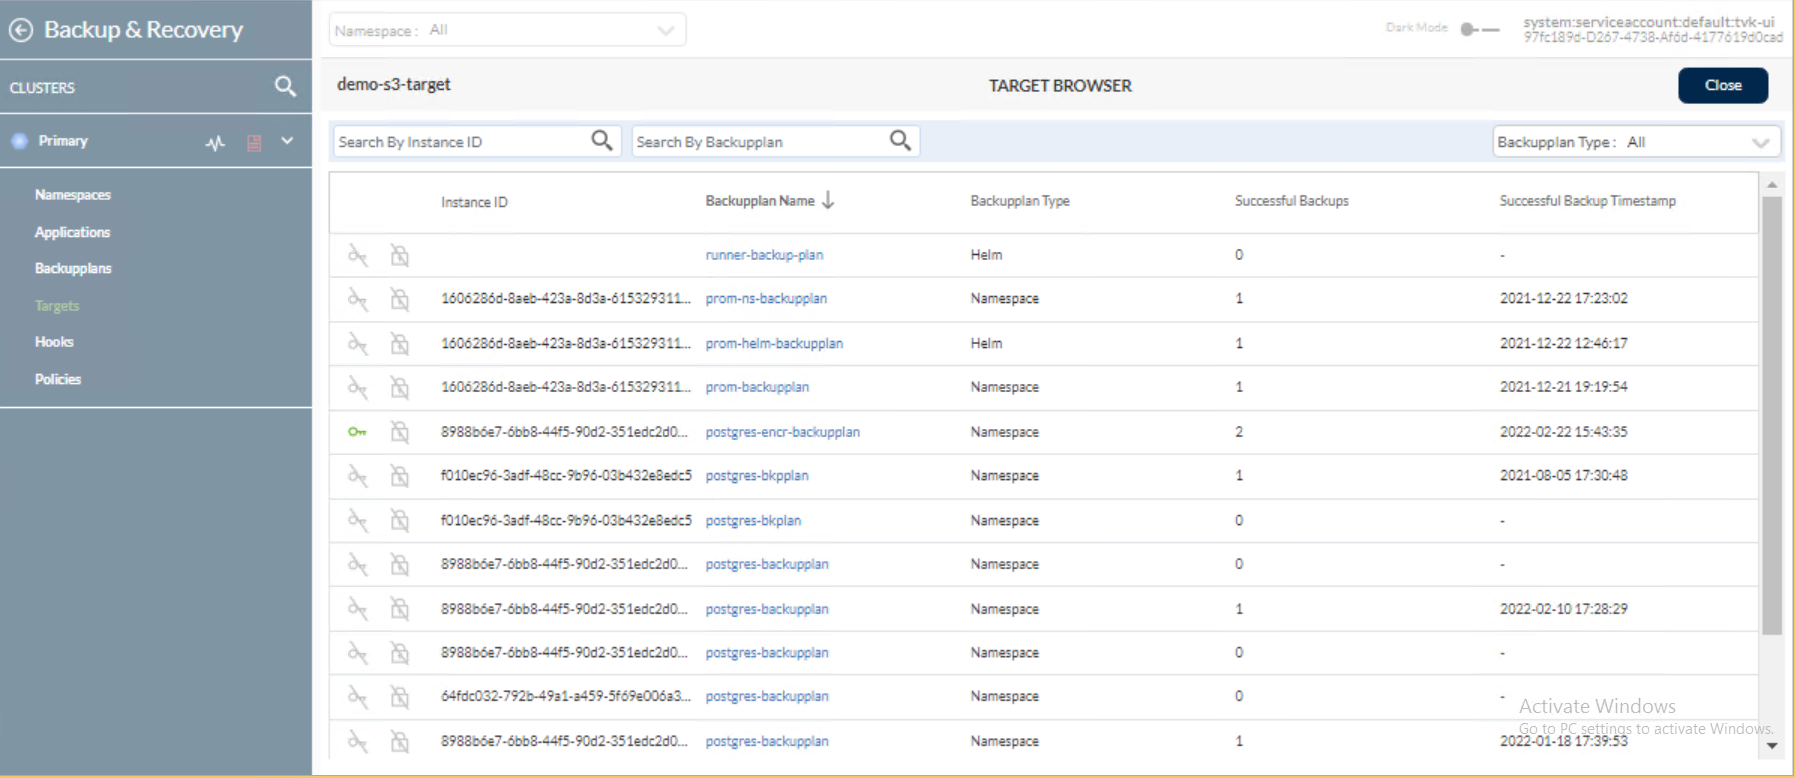 Backup & Recovery
Namespace : All
Dark Mode
system:serviceaccount:default:tvk-ui
97fc189d-D267-4738-Af6d-4177619d0cad
CLUSTERS
demo-s3-target
TARGET BROWSER
Close
Primary
Search By Instance ID
Search By Backupplan
Backupplan Type : All
Namespaces
Applications
Backupplans
Targets
Hooks
Policies
Instance ID Backupplan Name Backupplan Type Successful Backups Successful Backup Timestamp
runner-backup-plan Helm 0 -
1606286d-8aeb-423a-8d3a-615329311... prom-ns-backupplan Namespace 1 2021-12-22 17:23:02
1606286d-8aeb-423a-8d3a-615329311... prom-helm-backupplan Helm 1 2021-12-22 12:46:17
1606286d-8aeb-423a-8d3a-615329311... prom-backupplan Namespace 1 2021-12-21 19:19:54
8988b6e7-6bb8-44f5-90d2-351edc2d0... postgres-encr-backupplan Namespace 2 2022-02-22 15:43:35
f010ec96-3adf-48cc-9b96-03b432e8edc5 postgres-bkpplan Namespace 1 2021-08-05 17:30:48
f010ec96-3adf-48cc-9b96-03b432e8edc5 postgres-bkplan Namespace 0 -
8988b6e7-6bb8-44f5-90d2-351edc2d0... postgres-backupplan Namespace 0 -
8988b6e7-6bb8-44f5-90d2-351edc2d0... postgres-backupplan Namespace 1 2022-02-10 17:28:29
8988b6e7-6bb8-44f5-90d2-351edc2d0... postgres-backupplan Namespace 0 -
64fdc032-792b-49a1-a459-5f69e006a3... postgres-backupplan Namespace 0 -
8988b6e7-6bb8-44f5-90d2-351edc2d0... postgres-backupplan Namespace 1 2022-01-18 17:39:53
Activate Windows
Go to PC settings to activate Windows.